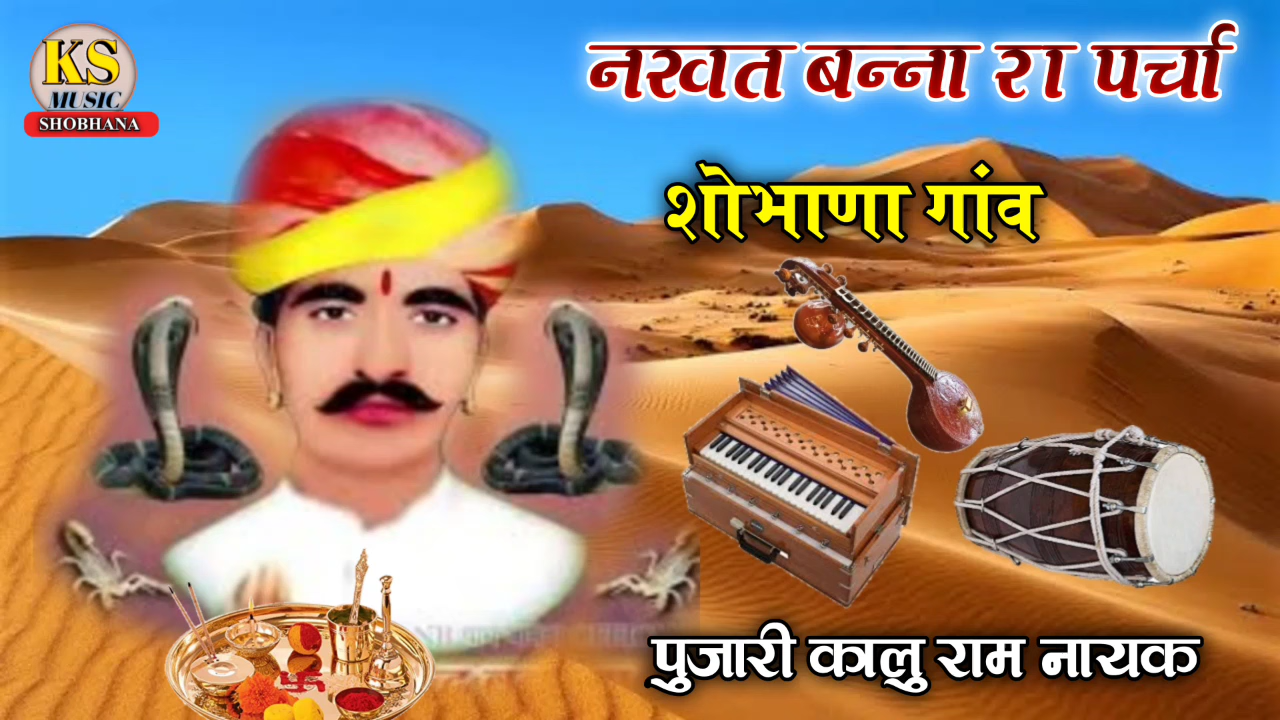 KS
MUSIC
SHOBHANA
नखत बन्ना रा पर्चा
शोभाणा गांव
पुजारी कालु राम नायक